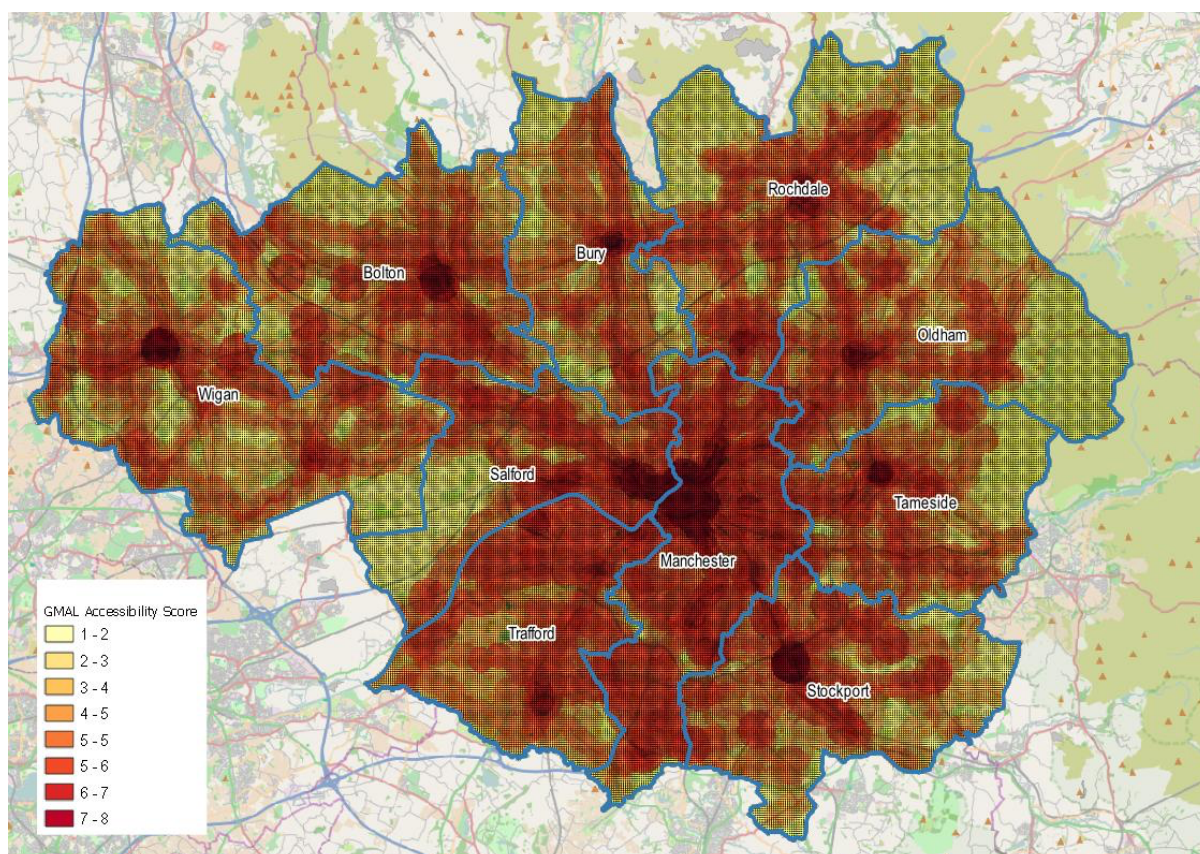 Rochdale
Bury
Bolton
Oldham
Wigan
Salford
Tameside
Manchester
Trafford
Stockport
GMAL Accessibility Score
1 - 2
2 - 3
3 - 4
4 - 5
5 - 5
5 - 6
6 - 7
7 - 8